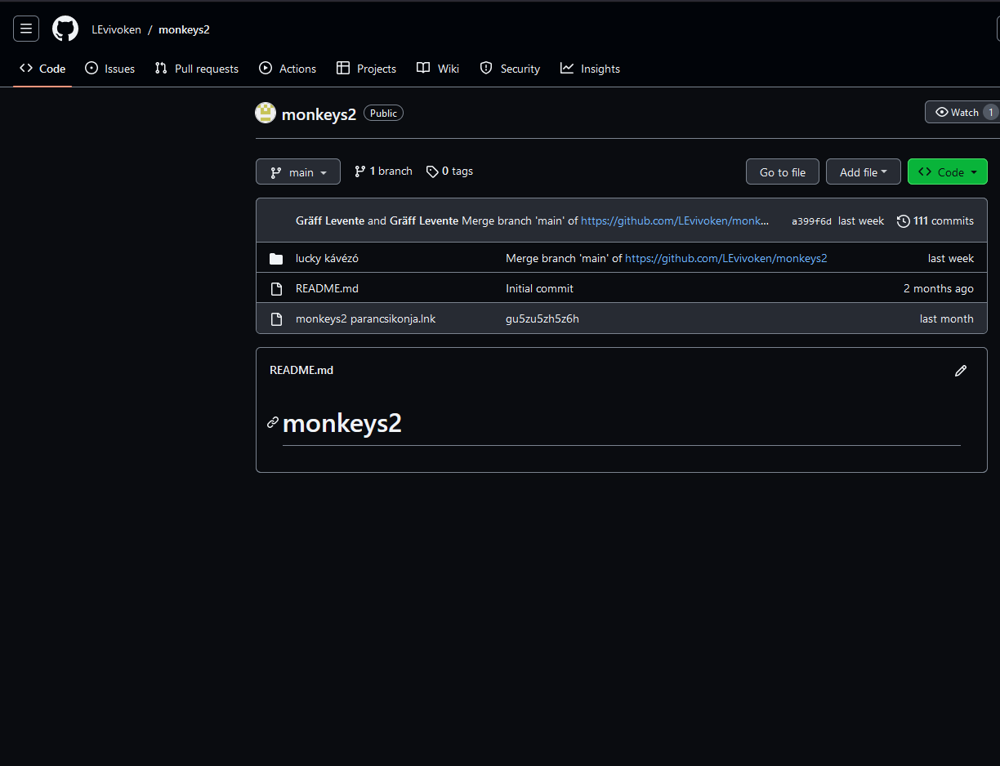 LEvivoken / monkeys2
Code Issues Pull requests Actions Projects Wiki Security Insights
monkeys2 Public Watch 1
main 1 branch 0 tags Go to file Add file Code
Gräff Levente and Gräff Levente Merge branch 'main' of https://github.com/LEvivoken/monk... a399f6d last week 111 commits
lucky kávézó Merge branch 'main' of https://github.com/LEvivoken/monkeys2 last week
README.md Initial commit 2 months ago
monkeys2 parancsikonja.lnk gu5zu5zh5z6h last month
README.md
monkeys2